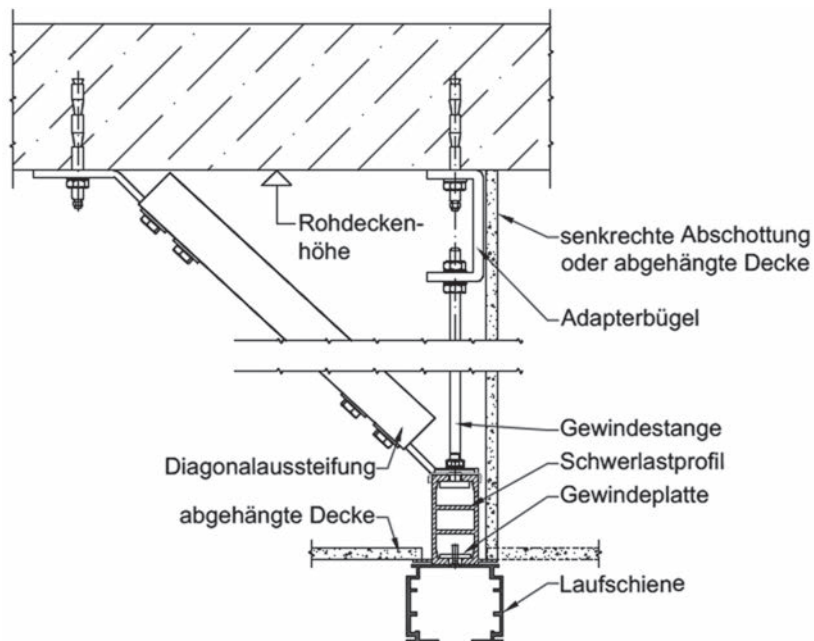 Rohdecken-
höhe
senkrechte Abschottung
oder abgehängte Decke
Adapterbügel
Gewindestange
Diagonalaussteifung
Schwerlastprofil
Gewindeplatte
abgehängte Decke
Laufschiene